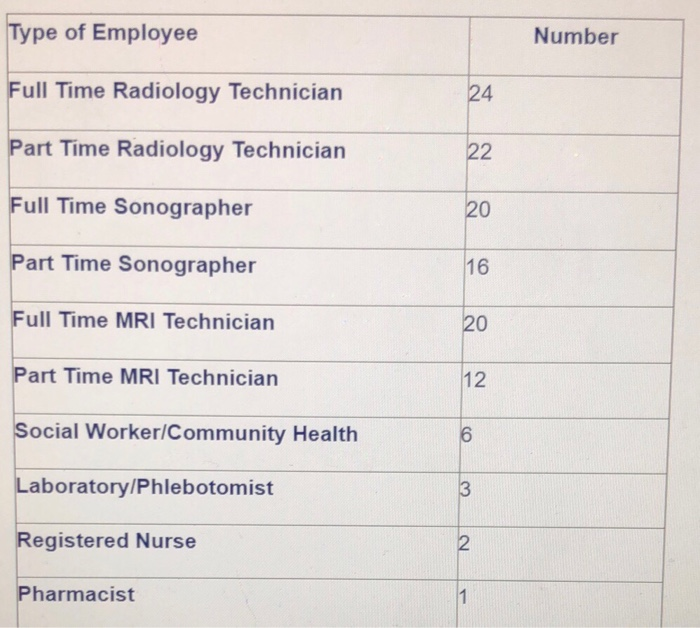 Type of Employee Number
Full Time Radiology Technician 24
Part Time Radiology Technician 22
Full Time Sonographer 20
Part Time Sonographer 16
Full Time MRI Technician 20
Part Time MRI Technician 12
Social Worker/Community Health 6
Laboratory/Phlebotomist 3
Registered Nurse 2
Pharmacist 1